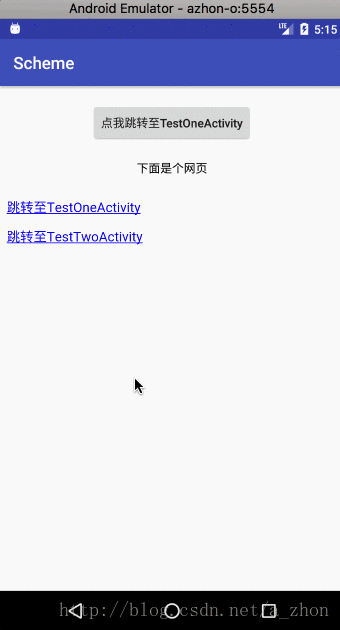 Android Emulator - azhon-o:5554
LTE 5:15
Scheme
点我跳转至TestOneActivity
下面是个网页
跳转至TestOneActivity
跳转至TestTwoActivity
http://blog.csdn.net/a_zhon